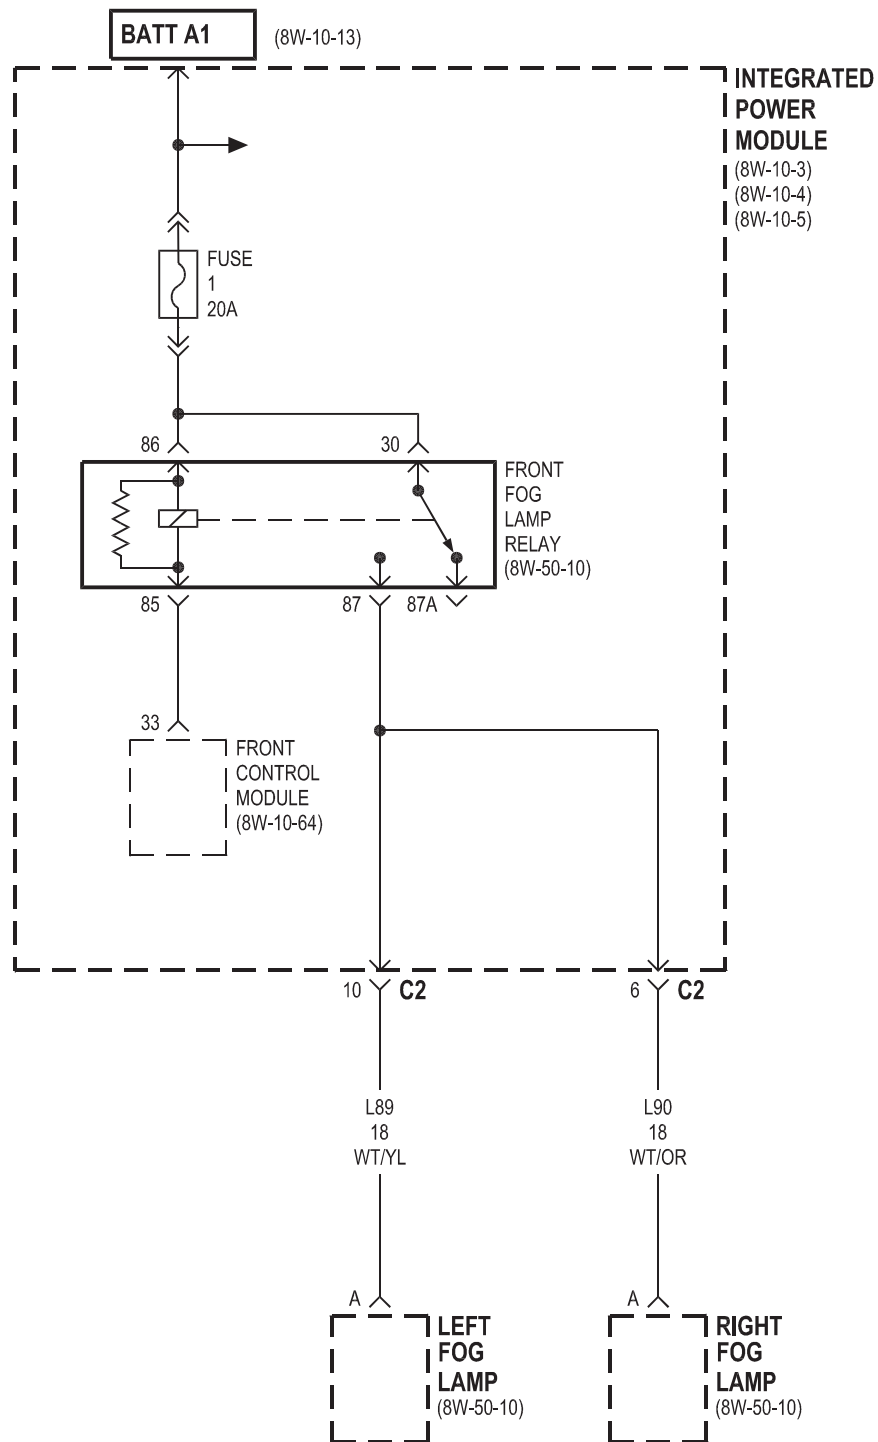 BATT A1
(8W-10-13)
INTEGRATED
POWER
MODULE
(8W-10-3)
(8W-10-4)
(8W-10-5)
FUSE
1
20A
86
30
FRONT
FOG
LAMP
RELAY
(8W-50-10)
85
87
87A
33
FRONT
CONTROL
MODULE
(8W-10-64)
10
C2
6
C2
L89
18
WT/YL
L90
18
WT/OR
A
LEFT
FOG
LAMP
(8W-50-10)
A
RIGHT
FOG
LAMP
(8W-50-10)